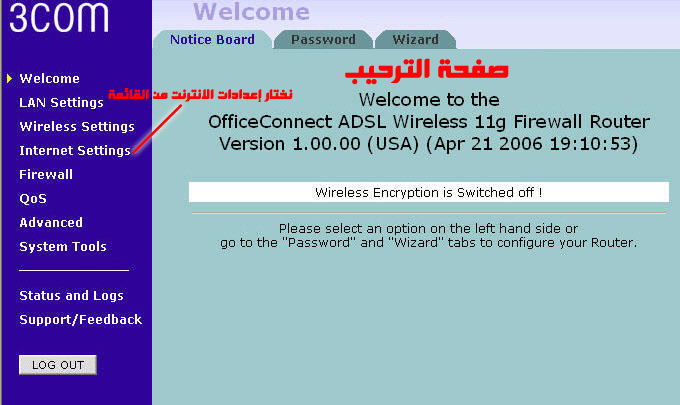 3COM
Welcome
Notice Board
Password
Wizard
Welcome
LAN Settings
Wireless Settings
Internet Settings
Firewall
QoS
Advanced
System Tools
Status and Logs
Support/Feedback
LOG OUT
نختار إعدادات الانترنت من القائمة
صفحة الترحيب
Welcome to the
OfficeConnect ADSL Wireless 11g Firewall Router
Version 1.00.00 (USA) (Apr 21 2006 19:10:53)
Wireless Encryption is Switched off !
Please select an option on the left hand side or
go to the "Password" and "Wizard" tabs to configure your Router.